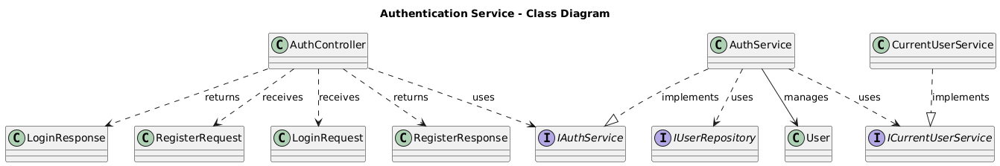 Authentication Service - Class Diagram
C AuthController
C AuthService
C CurrentUserService
returns
receives
receives
returns
uses
implements
uses
manages
uses
implements
C LoginResponse
C RegisterRequest
C LoginRequest
C RegisterResponse
I IAuthService
I IUserRepository
C User
I ICurrentUserService